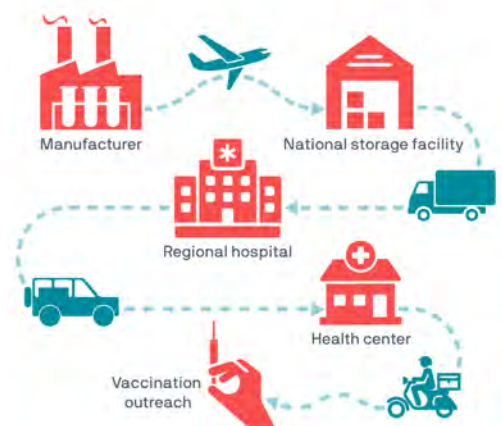 Manufacturer
National storage facility
Regional hospital
Health center
Vaccination
outreach